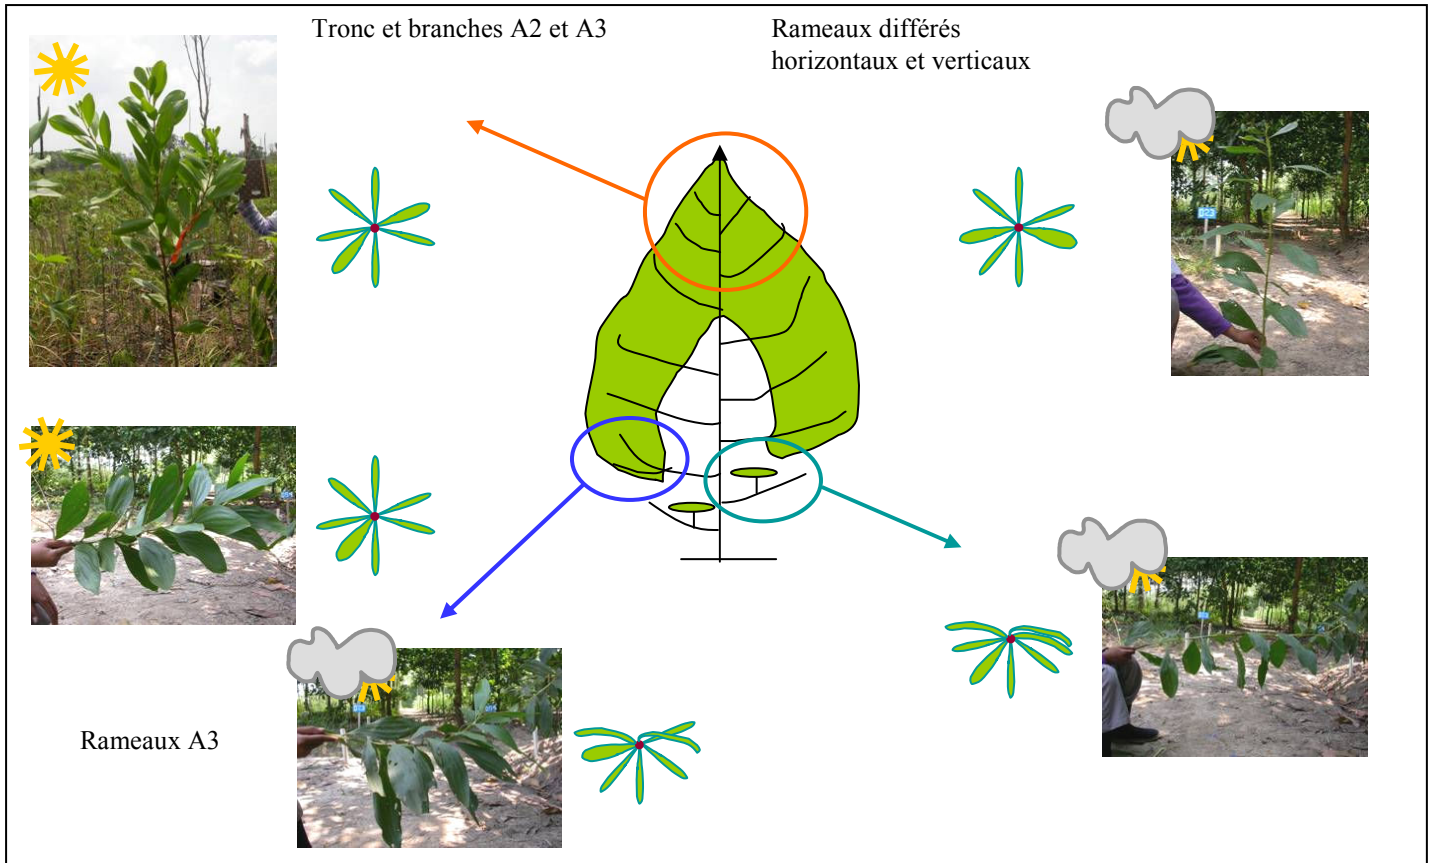 Tronc et branches A2 et A3
Rameaux différés
horizontaux et verticaux
Rameaux A3